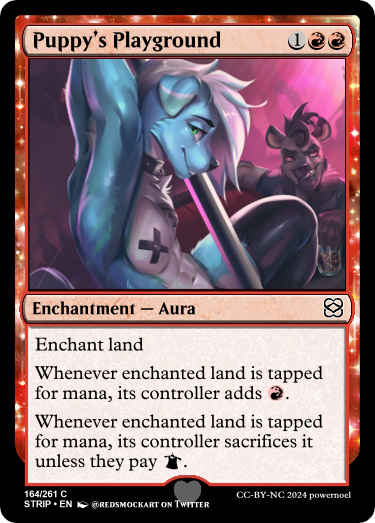 Puppy's Playground 1
Enchantment — Aura
Enchant land
Whenever enchanted land is tapped
for mana, its controller adds .
Whenever enchanted land is tapped
for mana, its controller sacrifices it
unless they pay .
164/261 C
STRIP • EN @REDSMOCKART ON TWITTER
CC-BY-NC 2024 powernoel